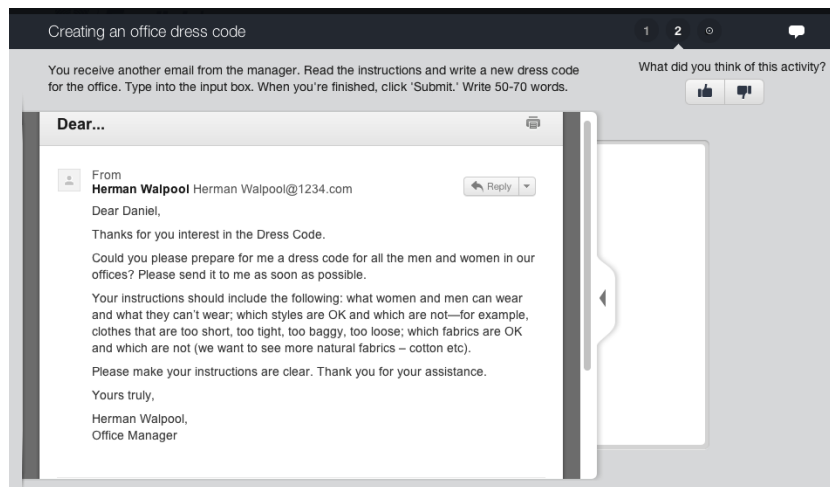 Creating an office dress code
1 2
You receive another email from the manager. Read the instructions and write a new dress code
for the office. Type into the input box. When you're finished, click 'Submit.' Write 50-70 words.
What did you think of this activity?
Dear...
From
Herman Walpool Herman Walpool@1234.com
Reply
Dear Daniel,
Thanks for you interest in the Dress Code.
Could you please prepare for me a dress code for all the men and women in our
offices? Please send it to me as soon as possible.
Your instructions should include the following: what women and men can wear
and what they can't wear; which styles are OK and which are not—for example,
clothes that are too short, too tight, too baggy, too loose; which fabrics are OK
and which are not (we want to see more natural fabrics – cotton etc).
Please make your instructions are clear. Thank you for your assistance.
Yours truly,
Herman Walpool,
Office Manager